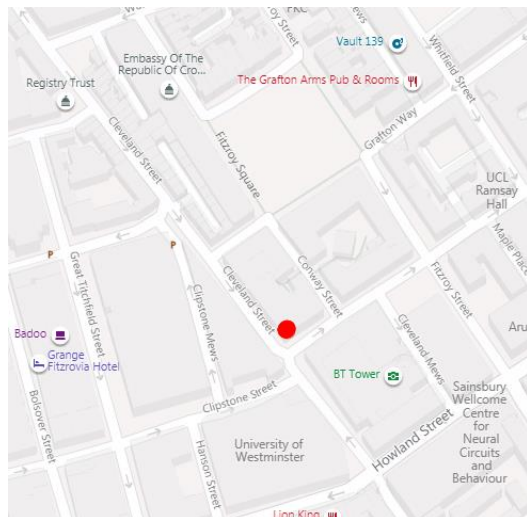 PRC
Mews
Vault 139
Whitfield Street
Embassy Of The
Republic Of Cro...
The Grafton Arms Pub & Rooms
Registry Trust
Cleveland Street
Fitzroy Square
Grafton Way
UCL
Ramsay
Hall
Maple Place
P
P
Great Titchfield Street
Cleveland Street
Conway Street
Fitzroy Street
Clipstone Mews
Badoo
Grange
Fitzrovia Hotel
Cleveland Mews
Aru
BT Tower
Bolsover Street
Clipstone Street
Sainsbury
Wellcome
Centre
for
Neural
Circuits
and
Behaviour
Howland Street
Hanson Street
University of
Westminster
Lion King